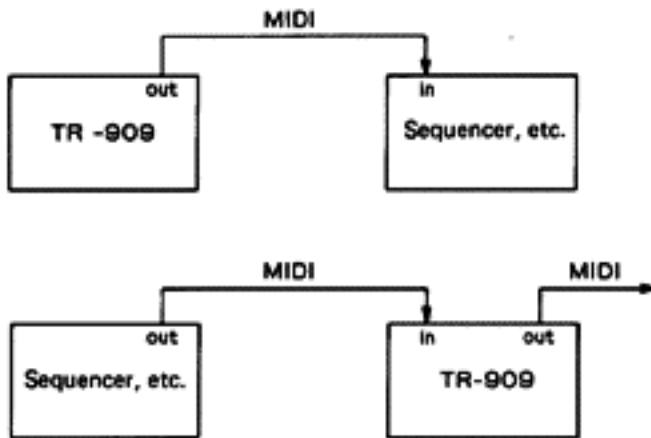 MIDI
out
in
TR -909
Sequencer, etc.
MIDI
MIDI
out
in
out
Sequencer, etc.
TR-909